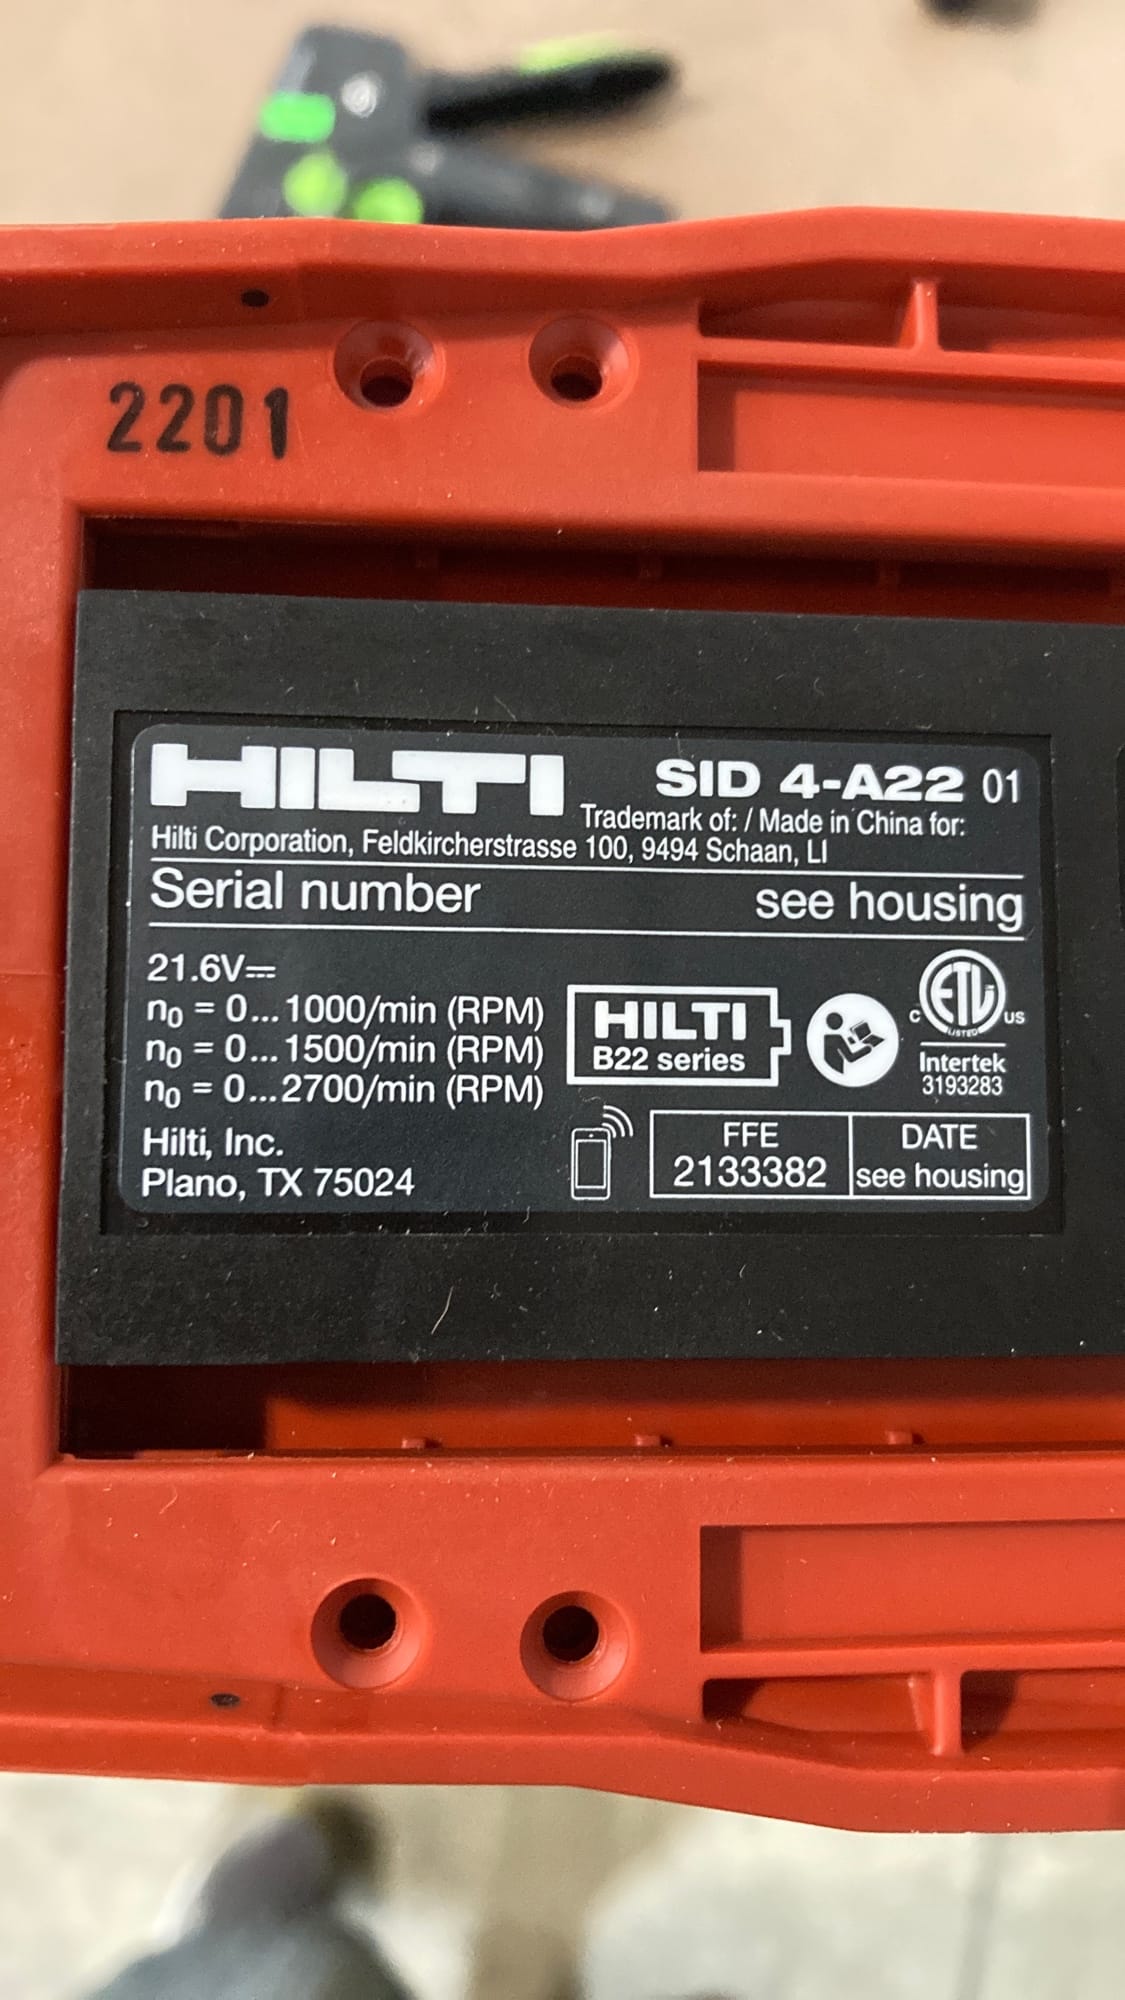 2201
HILTI
SID 4-A22 01
Trademark of: / Made in China for:
Hilti Corporation, Feldkircherstrasse 100, 9494 Schaan, LI
Serial number see housing
21.6V⎓
n₀ = 0...1000/min (RPM)
n₀ = 0...1500/min (RPM)
n₀ = 0...2700/min (RPM)
HILTI
B22 series
C ETL US
LISTED
Intertek
3193283
Hilti, Inc.
Plano, TX 75024
FFE
2133382
DATE
see housing